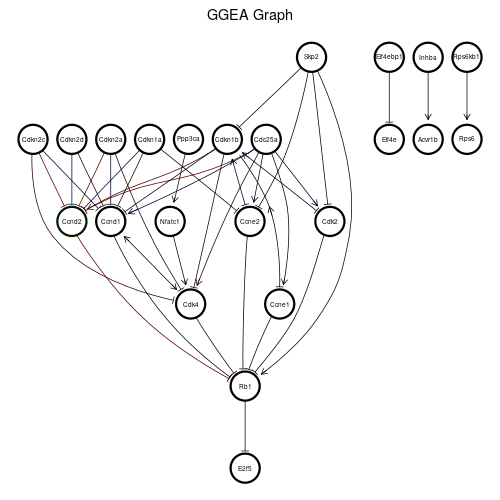 GGEA Graph
Skp2
Eif4ebp1
Inhba
Rps6kb1
Cdkn2c
Cdkn2d
Cdkn2a
Cdkn1a
Ppp3ca
Cdkn1b
Cdc25a
Eif4e
Acvr1b
Rps6
Ccnd2
Ccnd1
Nfatc1
Ccne2
Cdk2
Cdk4
Ccne1
Rb1
E2f5